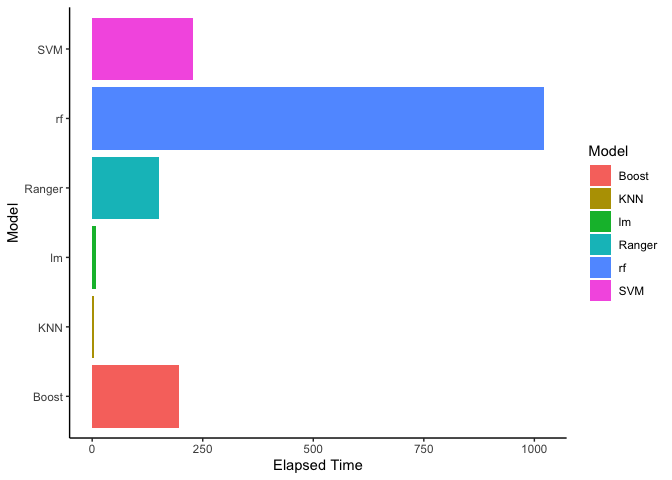 SVM
rf
Ranger
lm
KNN
Boost
Model
0 250 500 750 1000
Elapsed Time
Model
Boost
KNN
lm
Ranger
rf
SVM